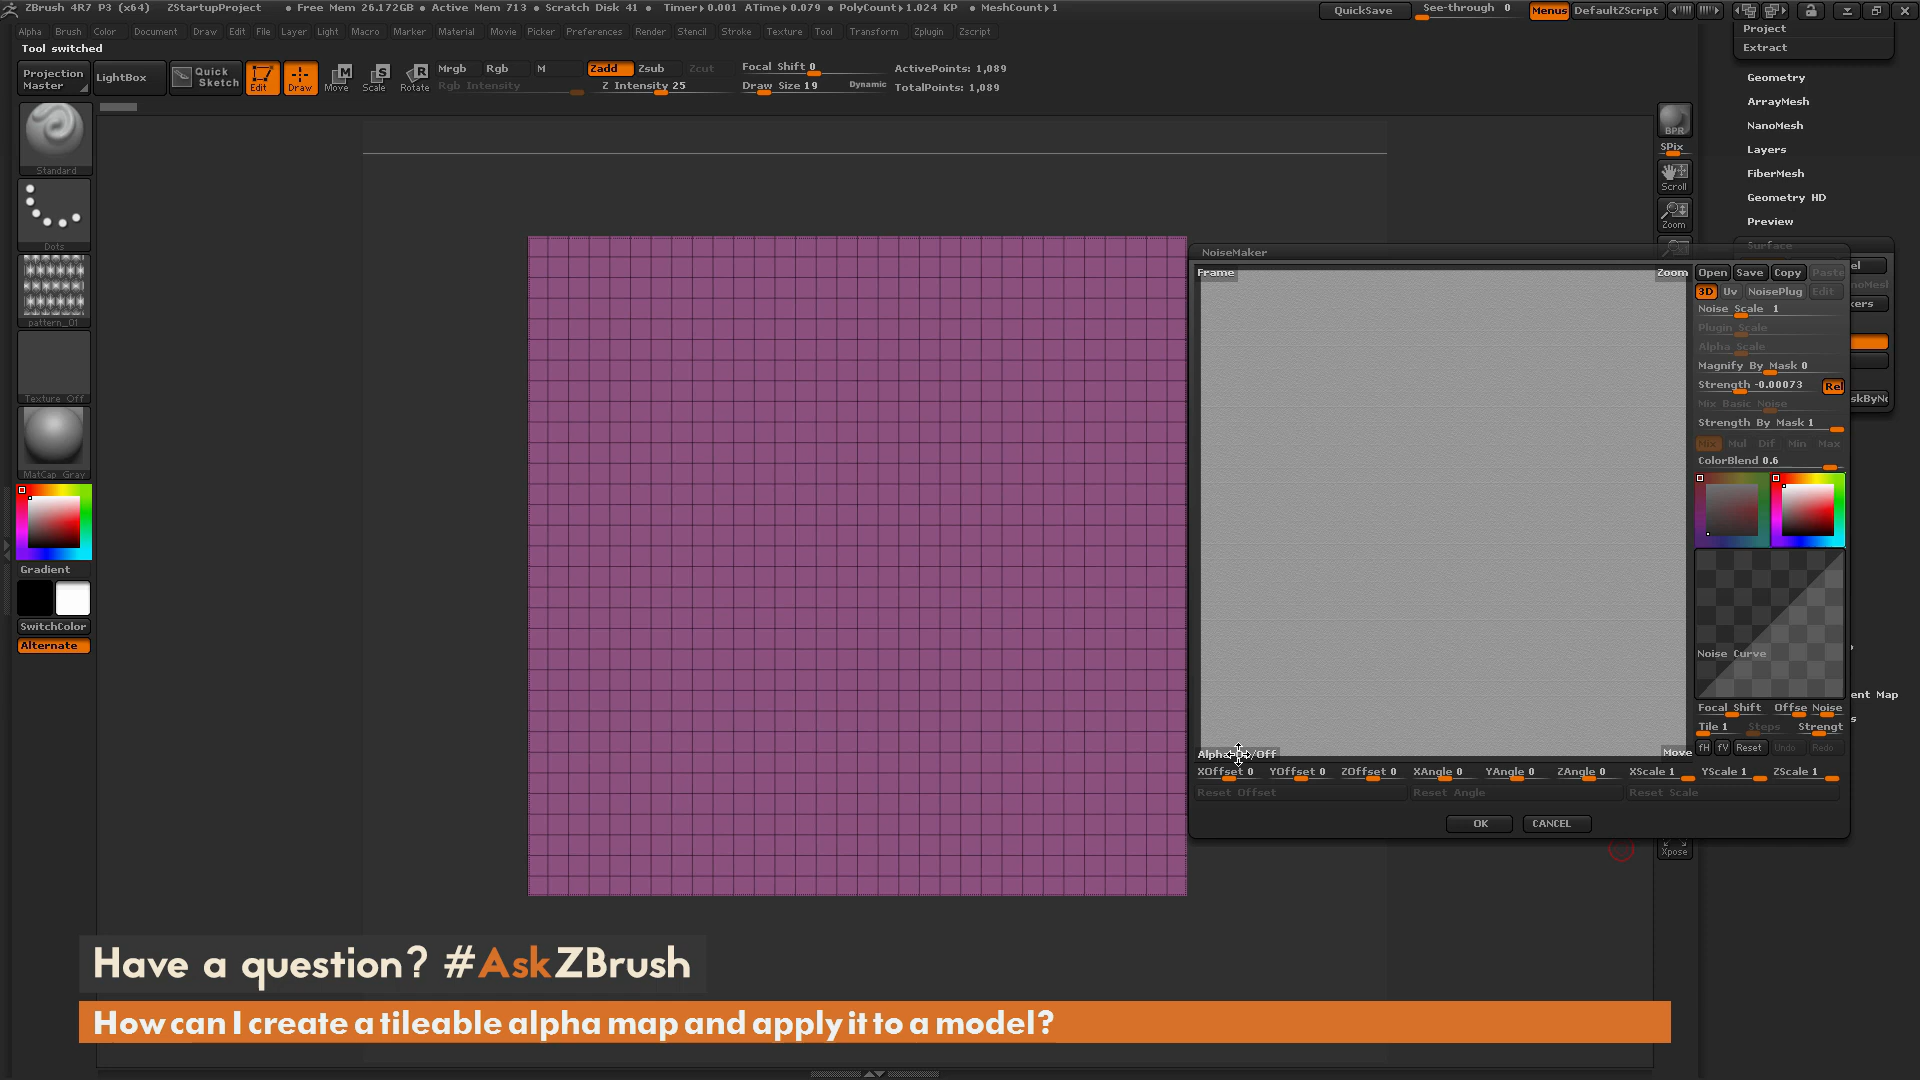 ZBrush 4R7 P3 (x64) ZStartupProject • Free Mem 26.172GB • Active Mem 713 • Scratch Disk 41 • Timer▸0.001 ATime▸0.079 • PolyCount▸1.024 KP • MeshCount▸1 QuickSave See-through 0 Menus DefaultZScript
Alpha Brush Color Document Draw Edit File Layer Light Macro Marker Material Movie Picker Preferences Render Stencil Stroke Texture Tool Transform Zplugin Zscript
Tool switched
Projection Master LightBox Quick Sketch Edit Draw Move Scale Rotate
Mrgb Rgb M Zadd Zsub Zcut Focal Shift 0 ActivePoints: 1,089
Rgb Intensity Z Intensity 25 Draw Size 19 Dynamic TotalPoints: 1,089
Standard
Dots
pattern_01
Texture Off
MatCap Gray
Gradient
SwitchColor
Alternate
BPR
SPix
Scroll
Zoom
Xpose
Project
Extract
Geometry
ArrayMesh
NanoMesh
Layers
FiberMesh
Geometry HD
Preview
Surface
NoiseMaker
Frame Zoom Open Save Copy Paste
3D Uv NoisePlug Edit
Noise Scale 1
Plugin Scale
Alpha Scale
Magnify By Mask 0
Strength -0.00073 Rel
Mix Basic Noise
Strength By Mask 1
Mix Mul Dif Min Max
ColorBlend 0.6
Noise Curve
Focal Shift Offse Noise
Tile 1 Steps Strengt
fH fV Reset Undo Redo
Alpha /Off Move
XOffset 0 YOffset 0 ZOffset 0 XAngle 0 YAngle 0 ZAngle 0 XScale 1 YScale 1 ZScale 1
Reset Offset Reset Angle Reset Scale
OK CANCEL
Have a question? #AskZBrush
How can I create a tileable alpha map and apply it to a model?